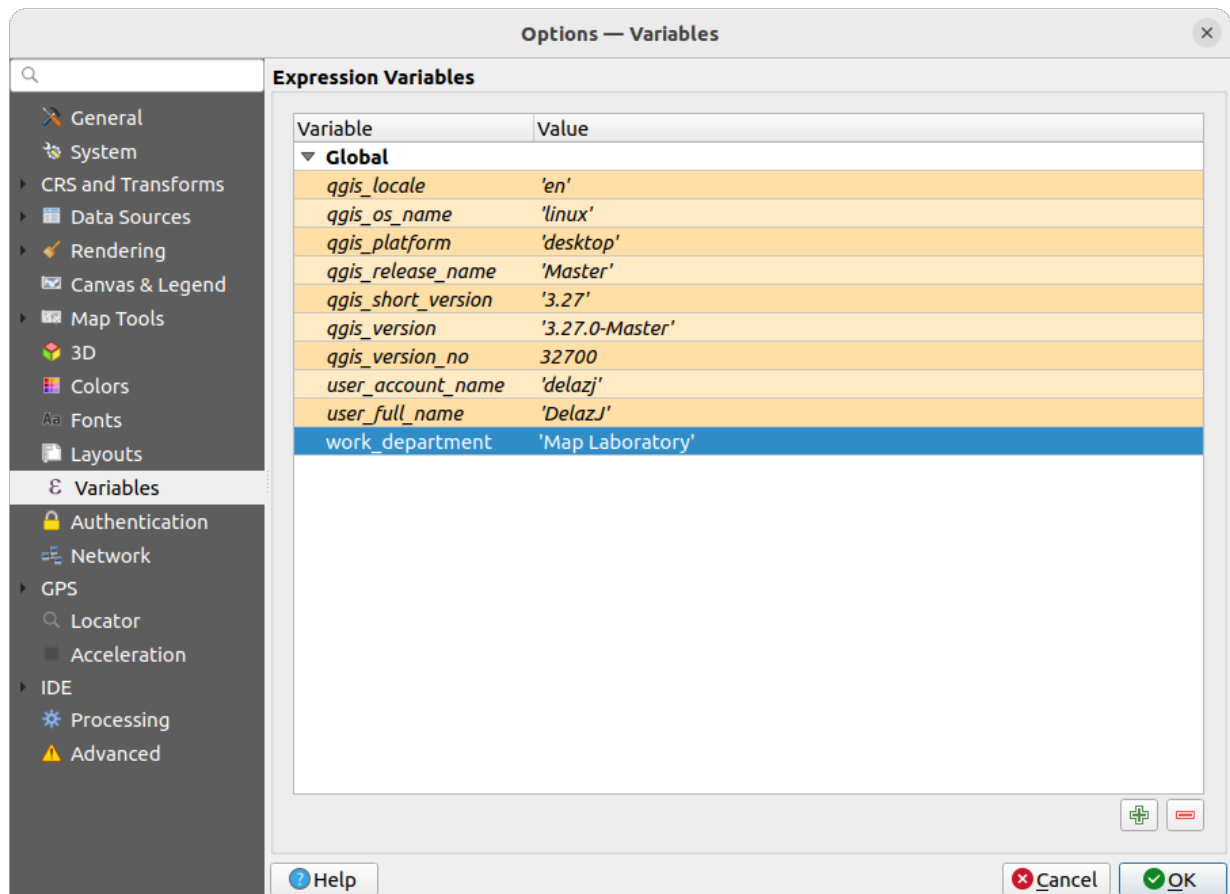 Options — Variables
Expression Variables
General
System
CRS and Transforms
Data Sources
Rendering
Canvas & Legend
Map Tools
3D
Colors
Fonts
Layouts
Variables
Authentication
Network
GPS
Locator
Acceleration
IDE
Processing
Advanced
Variable Value
Global
qgis_locale 'en'
qgis_os_name 'linux'
qgis_platform 'desktop'
qgis_release_name 'Master'
qgis_short_version '3.27'
qgis_version '3.27.0-Master'
qgis_version_no 32700
user_account_name 'delazj'
user_full_name 'DelazJ'
work_department 'Map Laboratory'
Help
Cancel
OK